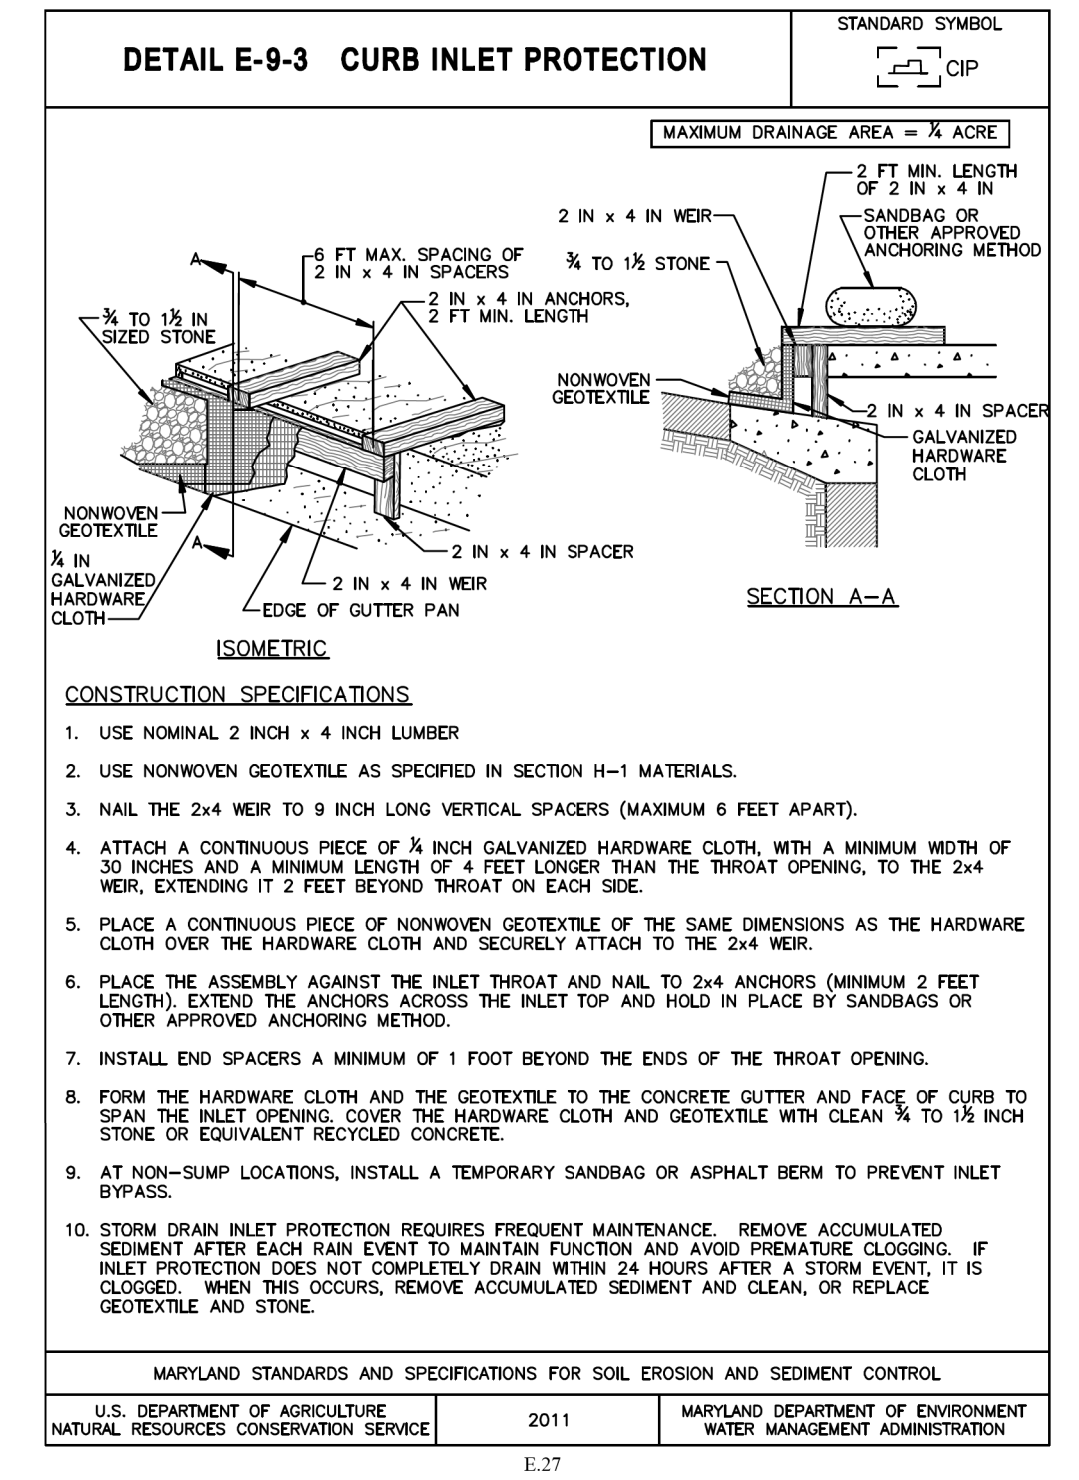 DETAIL E-9-3 CURB INLET PROTECTION
STANDARD SYMBOL
CIP
MAXIMUM DRAINAGE AREA = ¼ ACRE
2 FT MIN. LENGTH
OF 2 IN x 4 IN
2 IN x 4 IN WEIR
SANDBAG OR
OTHER APPROVED
ANCHORING METHOD
¾ TO 1½ STONE
A
6 FT MAX. SPACING OF
2 IN x 4 IN SPACERS
2 IN x 4 IN ANCHORS,
2 FT MIN. LENGTH
¾ TO 1½ IN
SIZED STONE
NONWOVEN
GEOTEXTILE
2 IN x 4 IN SPACER
GALVANIZED
HARDWARE
CLOTH
NONWOVEN
GEOTEXTILE
A
2 IN x 4 IN SPACER
¼ IN
GALVANIZED
HARDWARE
CLOTH
2 IN x 4 IN WEIR
EDGE OF GUTTER PAN
SECTION A-A
ISOMETRIC
CONSTRUCTION SPECIFICATIONS
1. USE NOMINAL 2 INCH x 4 INCH LUMBER
2. USE NONWOVEN GEOTEXTILE AS SPECIFIED IN SECTION H-1 MATERIALS.
3. NAIL THE 2x4 WEIR TO 9 INCH LONG VERTICAL SPACERS (MAXIMUM 6 FEET APART).
4. ATTACH A CONTINUOUS PIECE OF ¼ INCH GALVANIZED HARDWARE CLOTH, WITH A MINIMUM WIDTH OF
30 INCHES AND A MINIMUM LENGTH OF 4 FEET LONGER THAN THE THROAT OPENING, TO THE 2x4
WEIR, EXTENDING IT 2 FEET BEYOND THROAT ON EACH SIDE.
5. PLACE A CONTINUOUS PIECE OF NONWOVEN GEOTEXTILE OF THE SAME DIMENSIONS AS THE HARDWARE
CLOTH OVER THE HARDWARE CLOTH AND SECURELY ATTACH TO THE 2x4 WEIR.
6. PLACE THE ASSEMBLY AGAINST THE INLET THROAT AND NAIL TO 2x4 ANCHORS (MINIMUM 2 FEET
LENGTH). EXTEND THE ANCHORS ACROSS THE INLET TOP AND HOLD IN PLACE BY SANDBAGS OR
OTHER APPROVED ANCHORING METHOD.
7. INSTALL END SPACERS A MINIMUM OF 1 FOOT BEYOND THE ENDS OF THE THROAT OPENING.
8. FORM THE HARDWARE CLOTH AND THE GEOTEXTILE TO THE CONCRETE GUTTER AND FACE OF CURB TO
SPAN THE INLET OPENING. COVER THE HARDWARE CLOTH AND GEOTEXTILE WITH CLEAN ¾ TO 1½ INCH
STONE OR EQUIVALENT RECYCLED CONCRETE.
9. AT NON-SUMP LOCATIONS, INSTALL A TEMPORARY SANDBAG OR ASPHALT BERM TO PREVENT INLET
BYPASS.
10. STORM DRAIN INLET PROTECTION REQUIRES FREQUENT MAINTENANCE. REMOVE ACCUMULATED
SEDIMENT AFTER EACH RAIN EVENT TO MAINTAIN FUNCTION AND AVOID PREMATURE CLOGGING. IF
INLET PROTECTION DOES NOT COMPLETELY DRAIN WITHIN 24 HOURS AFTER A STORM EVENT, IT IS
CLOGGED. WHEN THIS OCCURS, REMOVE ACCUMULATED SEDIMENT AND CLEAN, OR REPLACE
GEOTEXTILE AND STONE.
MARYLAND STANDARDS AND SPECIFICATIONS FOR SOIL EROSION AND SEDIMENT CONTROL
U.S. DEPARTMENT OF AGRICULTURE
NATURAL RESOURCES CONSERVATION SERVICE
2011
MARYLAND DEPARTMENT OF ENVIRONMENT
WATER MANAGEMENT ADMINISTRATION
E.27